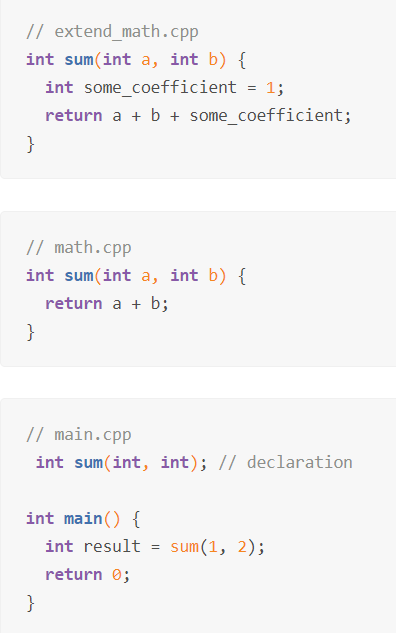 // extend_math.cpp
int sum(int a, int b) {
  int some_coefficient = 1;
  return a + b + some_coefficient;
}
// math.cpp
int sum(int a, int b) {
  return a + b;
}
// main.cpp
 int sum(int, int); // declaration
int main() {
  int result = sum(1, 2);
  return 0;
}